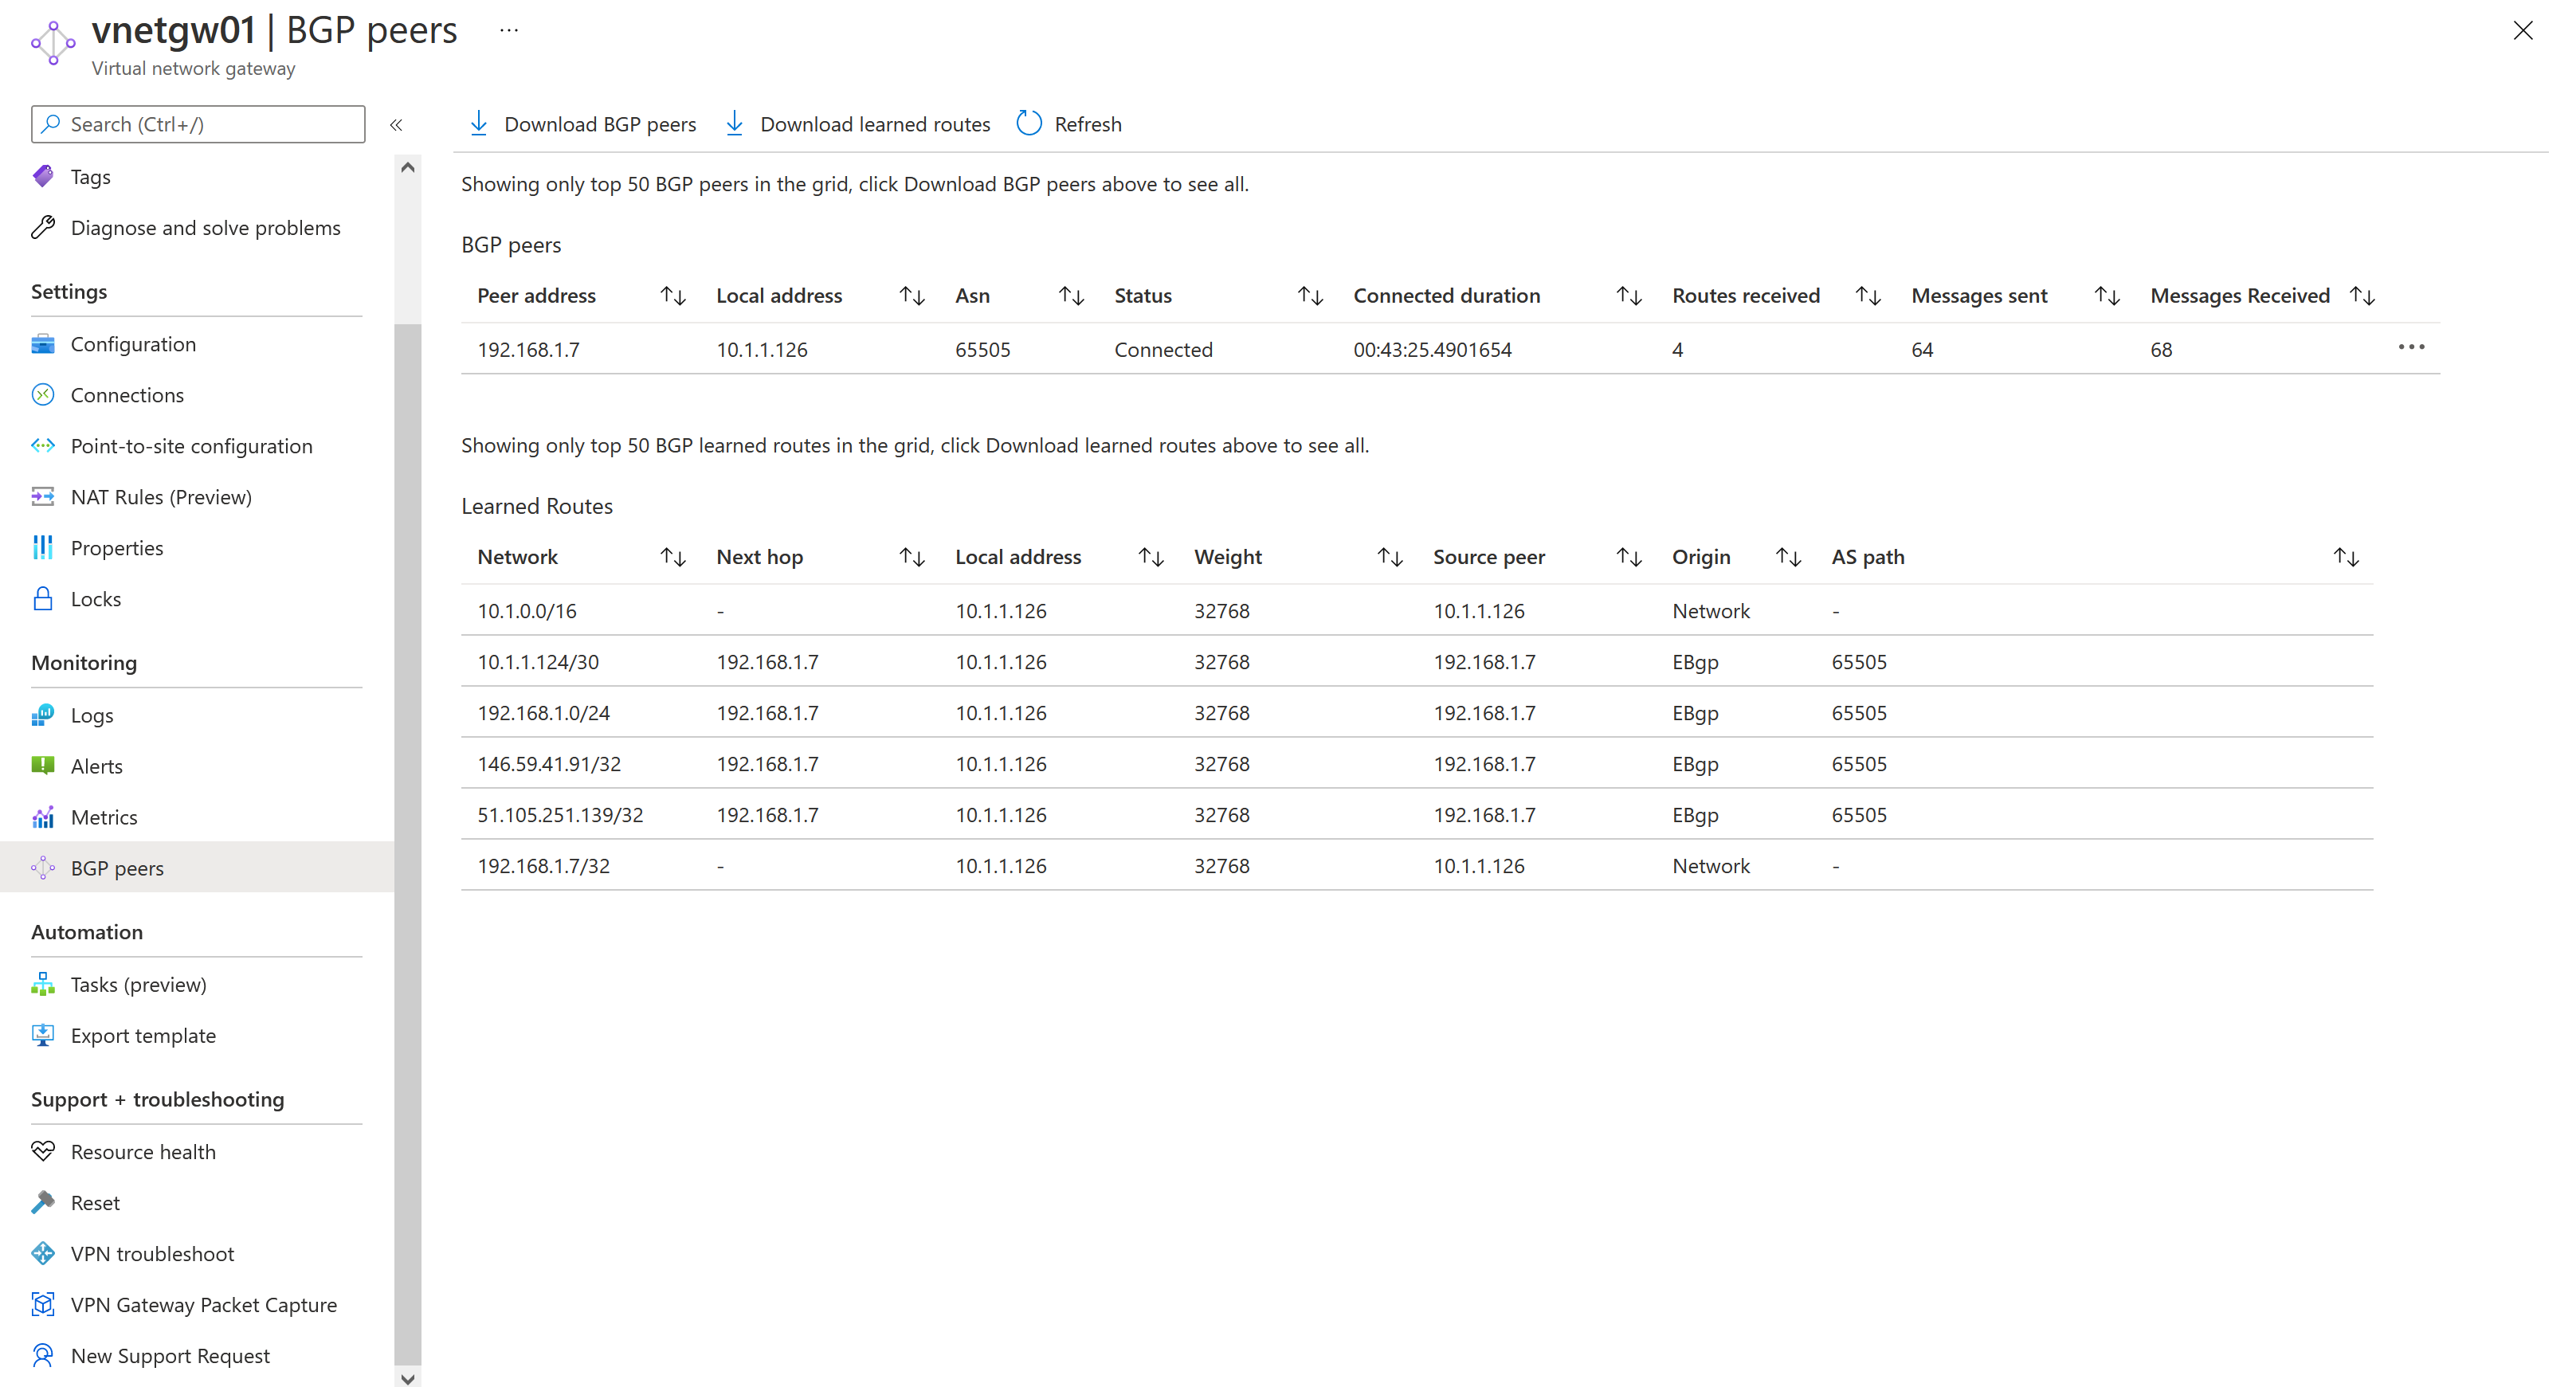 vnetgw01 | BGP peers ...
Virtual network gateway
Search (Ctrl+/)
«
Tags
Diagnose and solve problems
Settings
Configuration
Connections
Point-to-site configuration
NAT Rules (Preview)
Properties
Locks
Monitoring
Logs
Alerts
Metrics
BGP peers
Automation
Tasks (preview)
Export template
Support + troubleshooting
Resource health
Reset
VPN troubleshoot
VPN Gateway Packet Capture
New Support Request
Download BGP peers Download learned routes Refresh
Showing only top 50 BGP peers in the grid, click Download BGP peers above to see all.
BGP peers
Peer address Local address Asn Status Connected duration Routes received Messages sent Messages Received
192.168.1.7 10.1.1.126 65505 Connected 00:43:25.4901654 4 64 68 ...
Showing only top 50 BGP learned routes in the grid, click Download learned routes above to see all.
Learned Routes
Network Next hop Local address Weight Source peer Origin AS path
10.1.0.0/16 - 10.1.1.126 32768 10.1.1.126 Network -
10.1.1.124/30 192.168.1.7 10.1.1.126 32768 192.168.1.7 EBgp 65505
192.168.1.0/24 192.168.1.7 10.1.1.126 32768 192.168.1.7 EBgp 65505
146.59.41.91/32 192.168.1.7 10.1.1.126 32768 192.168.1.7 EBgp 65505
51.105.251.139/32 192.168.1.7 10.1.1.126 32768 192.168.1.7 EBgp 65505
192.168.1.7/32 - 10.1.1.126 32768 10.1.1.126 Network -